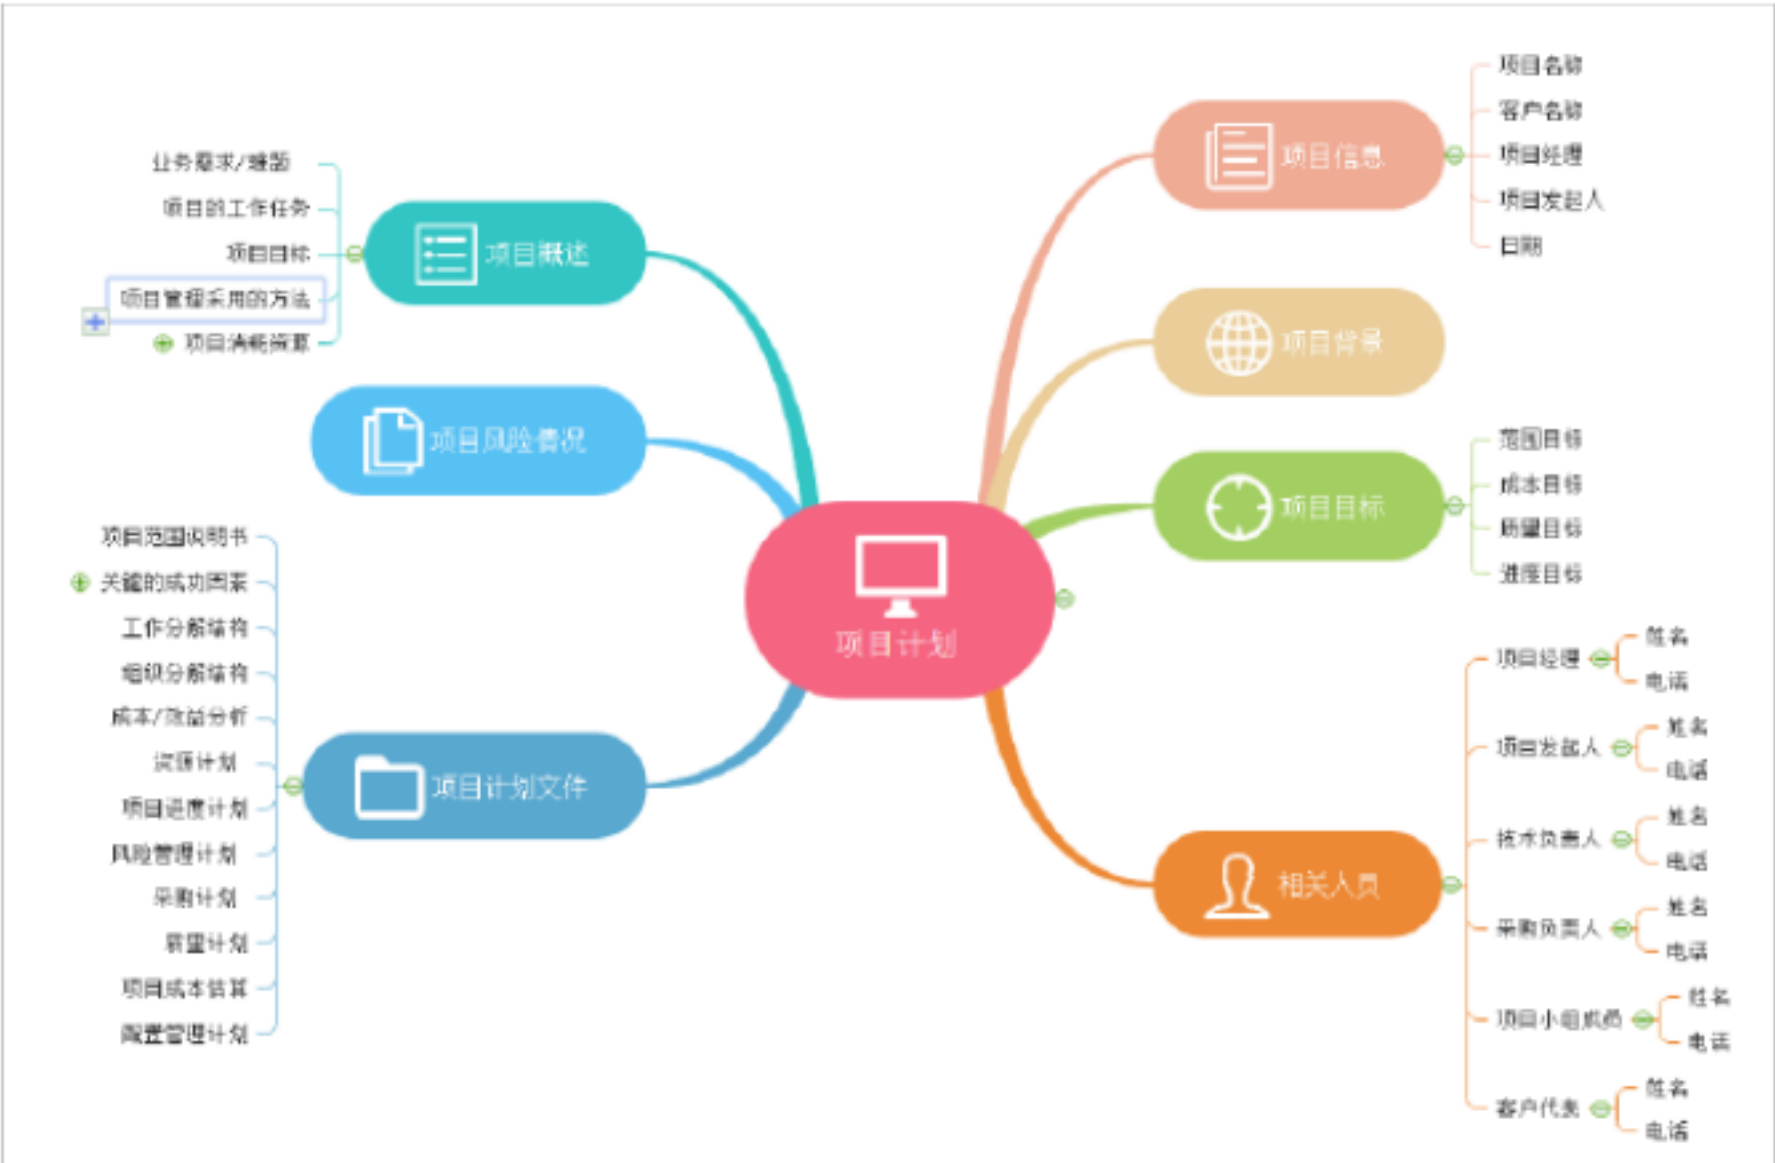 项目计划
项目信息
项目名称
客户名称
项目经理
项目发起人
日期
项目背景
项目目标
范围目标
成本目标
质量目标
进度目标
相关人员
项目经理
姓名
电话
项目发起人
姓名
电话
技术负责人
姓名
电话
采购负责人
姓名
电话
项目小组成员
姓名
电话
客户代表
姓名
电话
项目概述
业务需求/难题
项目的工作任务
项目目标
项目管理采用的方法
项目消耗资源
项目风险情况
项目计划文件
项目范围说明书
关键的成功因素
工作分解结构
组织分解结构
成本/效益分析
资源计划
项目进度计划
风险管理计划
采购计划
质量计划
项目成本估算
配置管理计划